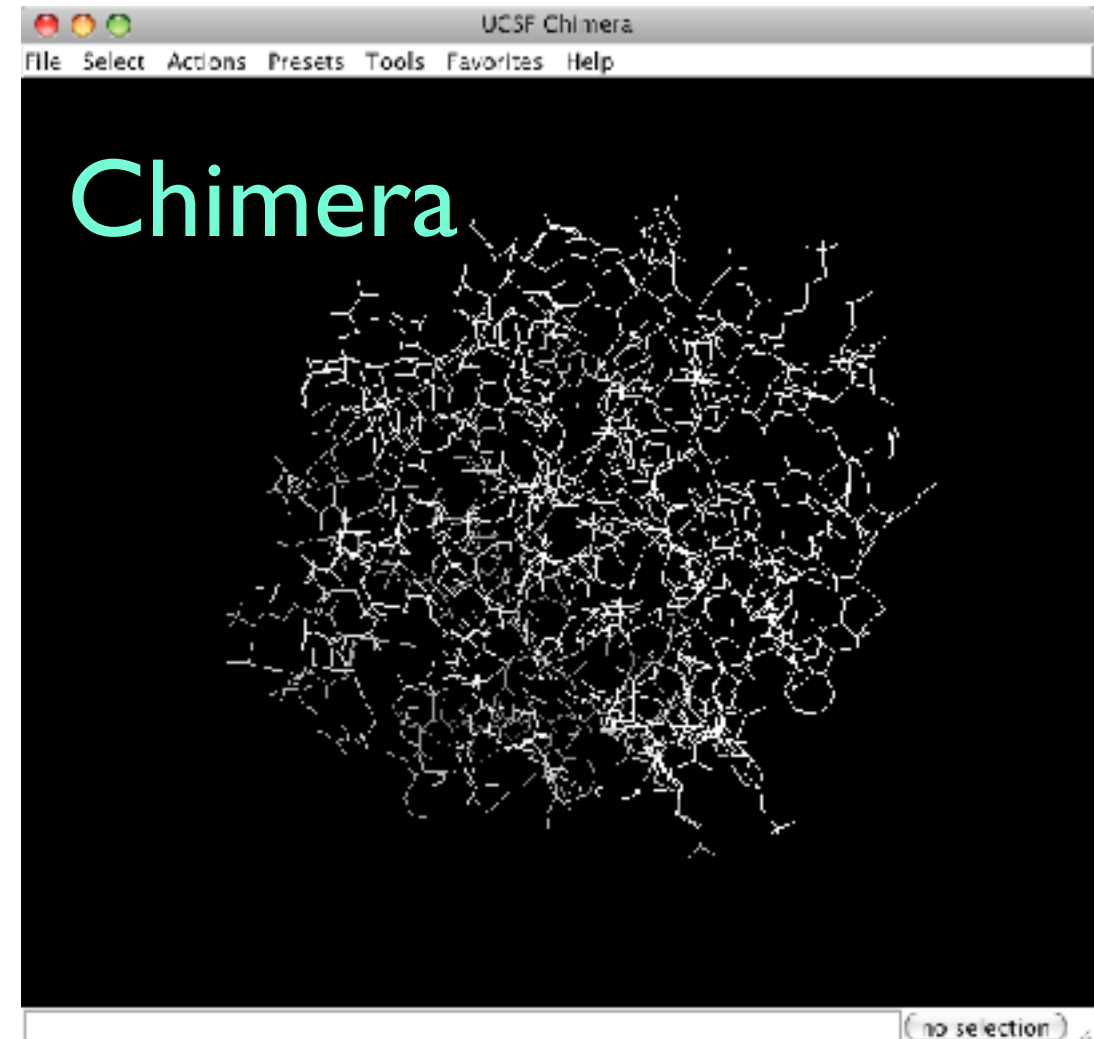 UCSF Chimera
File Select Actions Presets Tools Favorites Help
Chimera
no selection